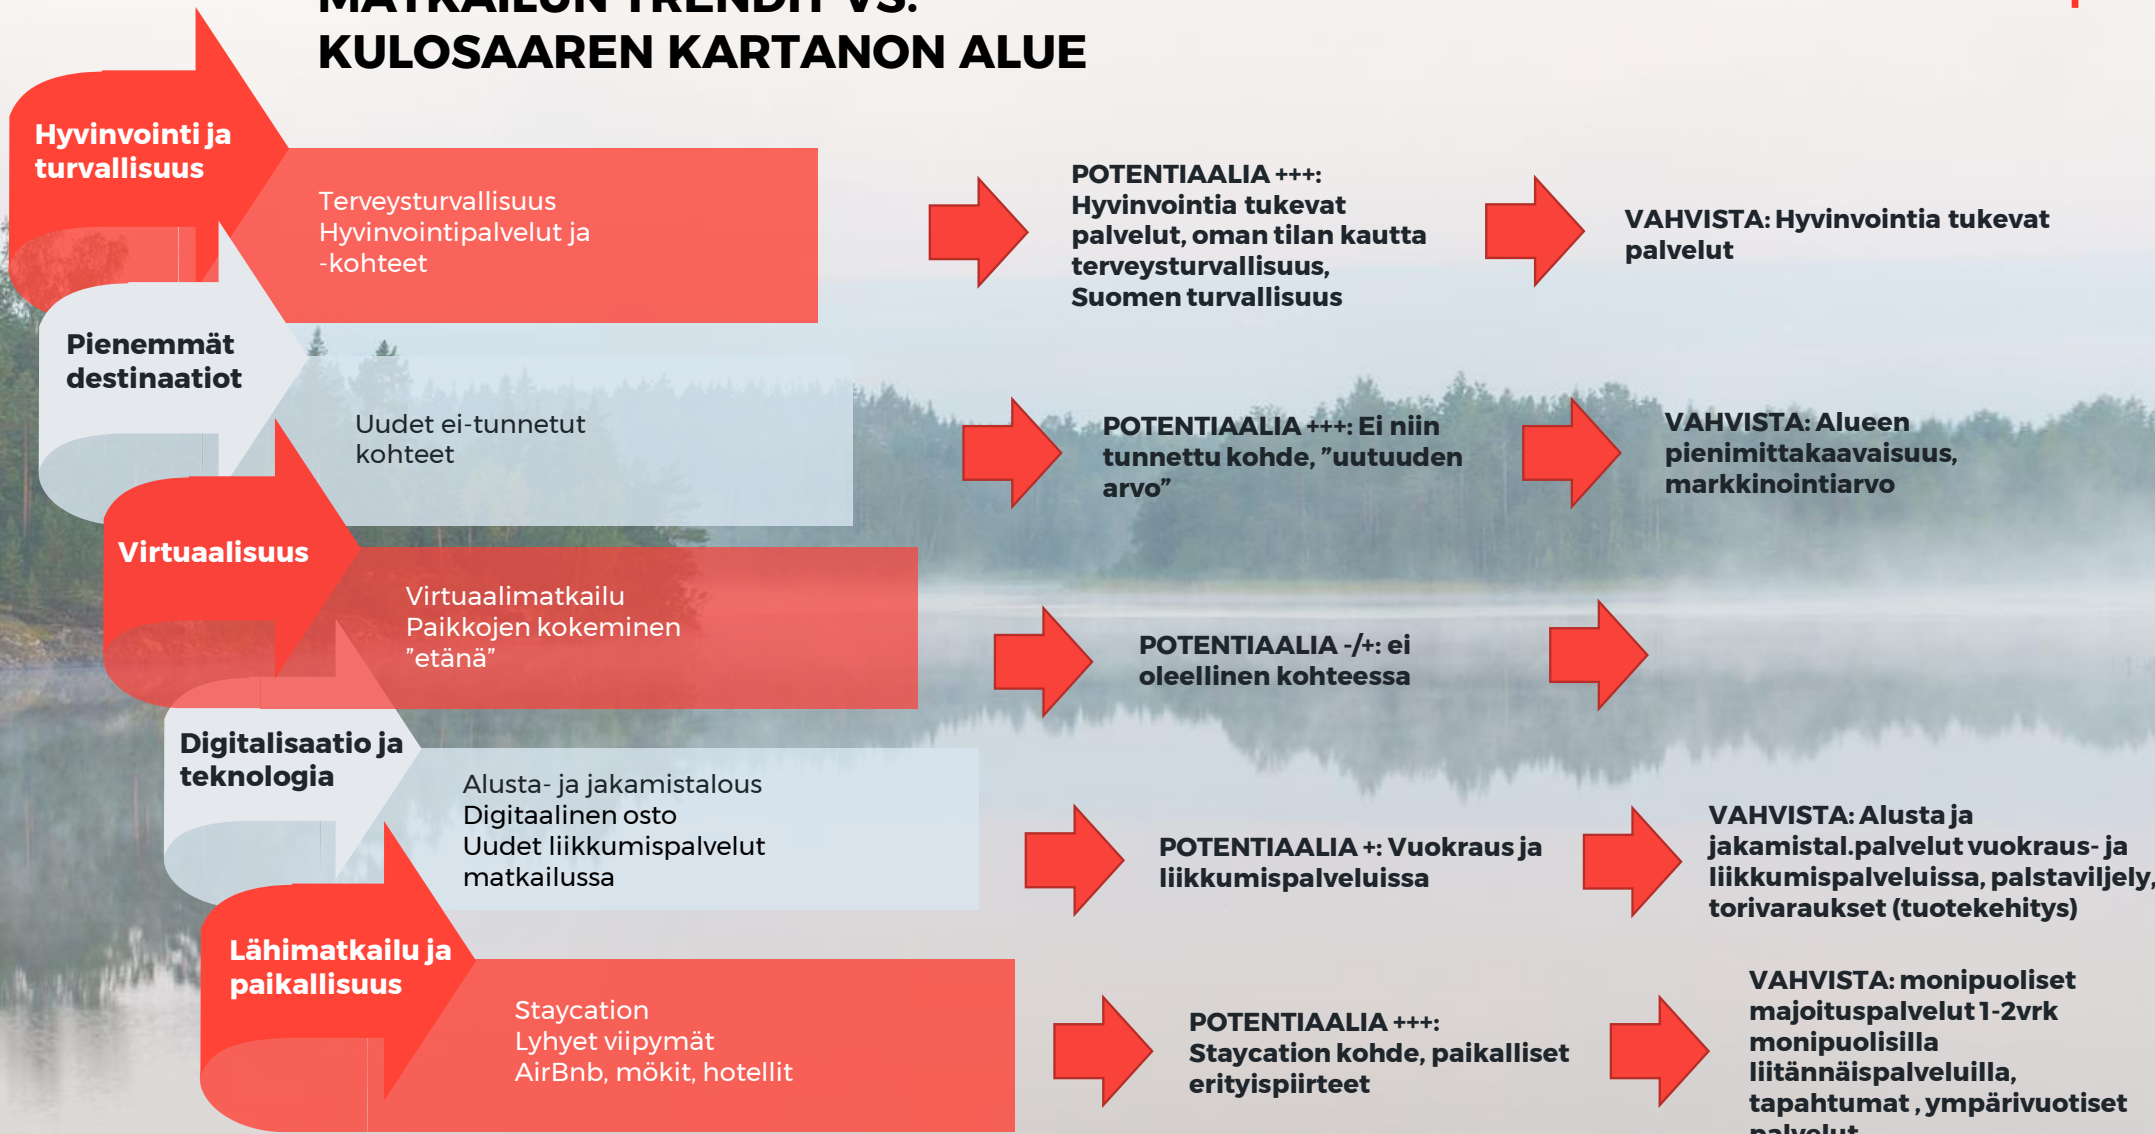 MATKAILUN TRENDIT VS.
KULOSAAREN KARTANON ALUE
Hyvinvointi ja
turvallisuus
Terveysturvallisuus
Hyvinvointipalvelut ja
-kohteet
POTENTIAALIA +++:
Hyvinvointia tukevat
palvelut, oman tilan kautta
terveysturvallisuus,
Suomen turvallisuus
VAHVISTA: Hyvinvointia tukevat
palvelut
Pienemmät
destinaatiot
Uudet ei-tunnetut
kohteet
POTENTIAALIA +++: Ei niin
tunnettu kohde, ”uutuuden
arvo”
VAHVISTA: Alueen
pienimittakaavaisuus,
markkinointiarvo
Virtuaalisuus
Virtuaalimatkailu
Paikkojen kokeminen
”etänä”
POTENTIAALIA -/+: ei
oleellinen kohteessa
Digitalisaatio ja
teknologia
Alusta- ja jakamistalous
Digitaalinen osto
Uudet liikkumispalvelut
matkailussa
POTENTIAALIA +: Vuokraus ja
liikkumispalveluissa
VAHVISTA: Alusta ja
jakamistal.palvelut vuokraus- ja
liikkumispalveluissa, palstaviljely,
torivaraukset (tuotekehitys)
Lähimatkailu ja
paikallisuus
Staycation
Lyhyet viipymät
AirBnb, mökit, hotellit
POTENTIAALIA +++:
Staycation kohde, paikalliset
erityispiirteet
VAHVISTA: monipuoliset
majoituspalvelut 1-2vrk
monipuolisilla
liitännäispalveluilla,
tapahtumat , ympärivuotiset
palvelut